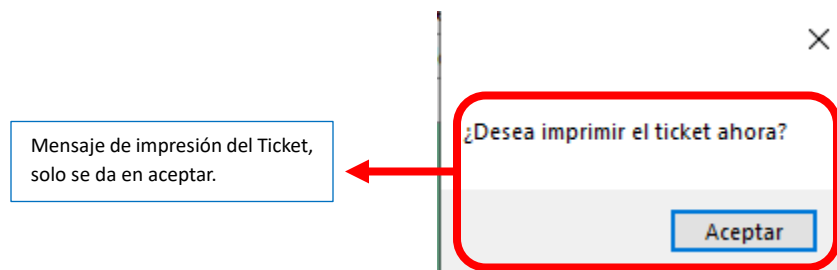 Mensaje de impresión del Ticket,
solo se da en aceptar.
¿Desea imprimir el ticket ahora?
Aceptar